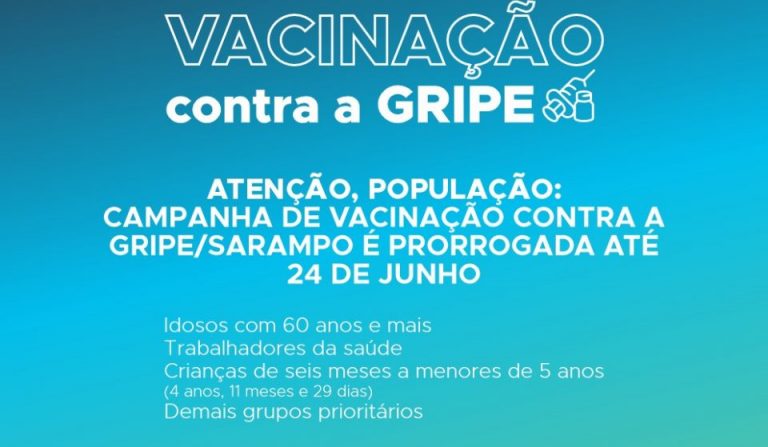 VACINAÇÃO
contra a GRIPE
ATENÇÃO, POPULAÇÃO:
CAMPANHA DE VACINAÇÃO CONTRA A
GRIPE/SARAMPO É PRORROGADA ATÉ
24 DE JUNHO
Idosos com 60 anos e mais
Trabalhadores da saúde
Crianças de seis meses a menores de 5 anos
(4 anos, 11 meses e 29 dias)
Demais grupos prioritários